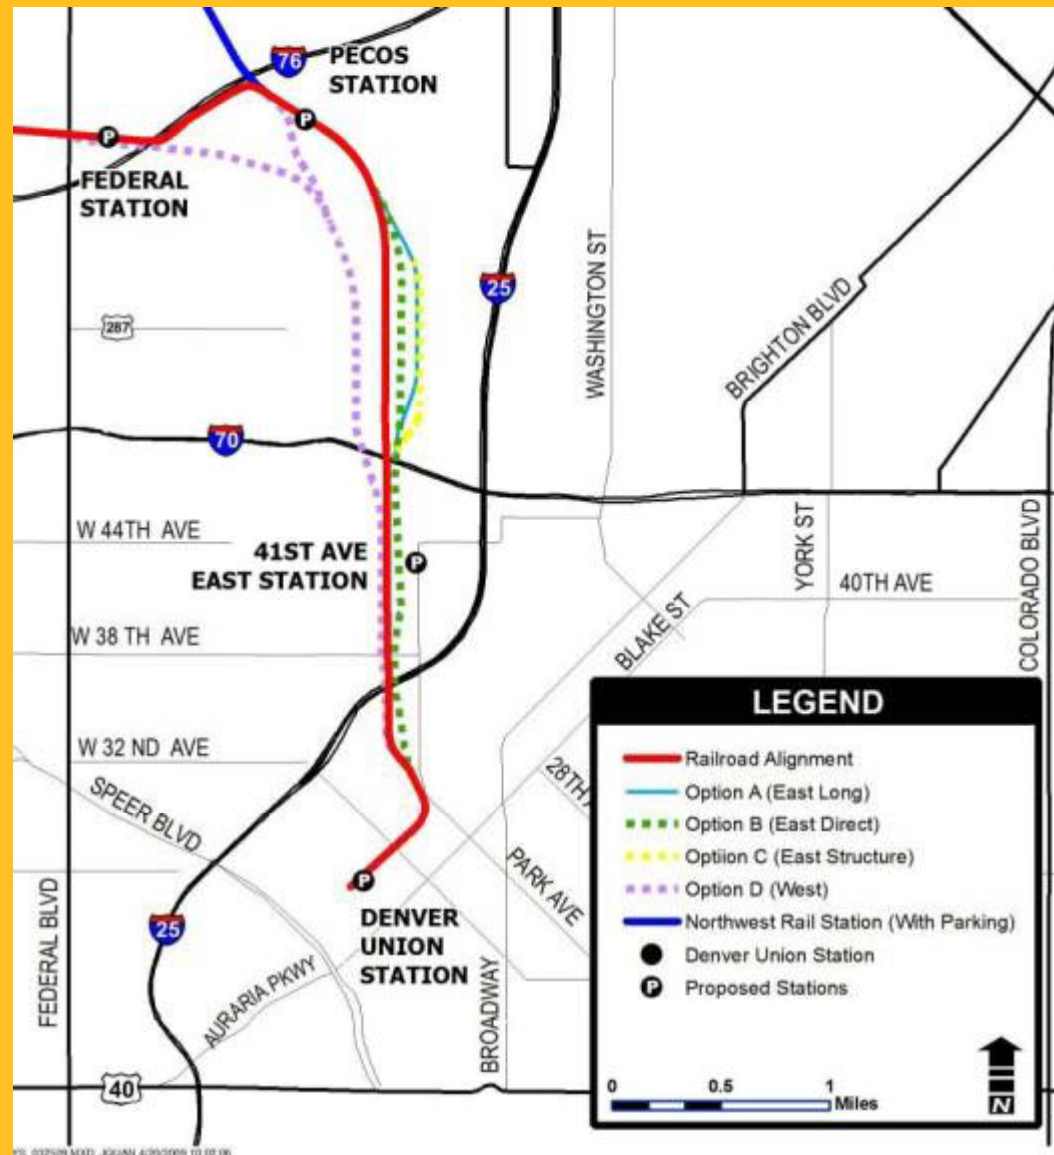 76
PECOS
STATION
FEDERAL
STATION
25
WASHINGTON ST
287
BRIGHTON BLVD
70
W 44TH AVE
41ST AVE
EAST STATION
YORK ST
COLORADO BLVD
40TH AVE
BLAKE ST
W 38 TH AVE
W 32 ND AVE
28TH
SPEER BLVD
PARK AVE
FEDERAL BLVD
25
DENVER
UNION
STATION
AURARIA PKWY
BROADWAY
40
LEGEND
Railroad Alignment
Option A (East Long)
Option B (East Direct)
Optiion C (East Structure)
Option D (West)
Northwest Rail Station (With Parking)
Denver Union Station
P Proposed Stations
0 0.5 1
Miles
N